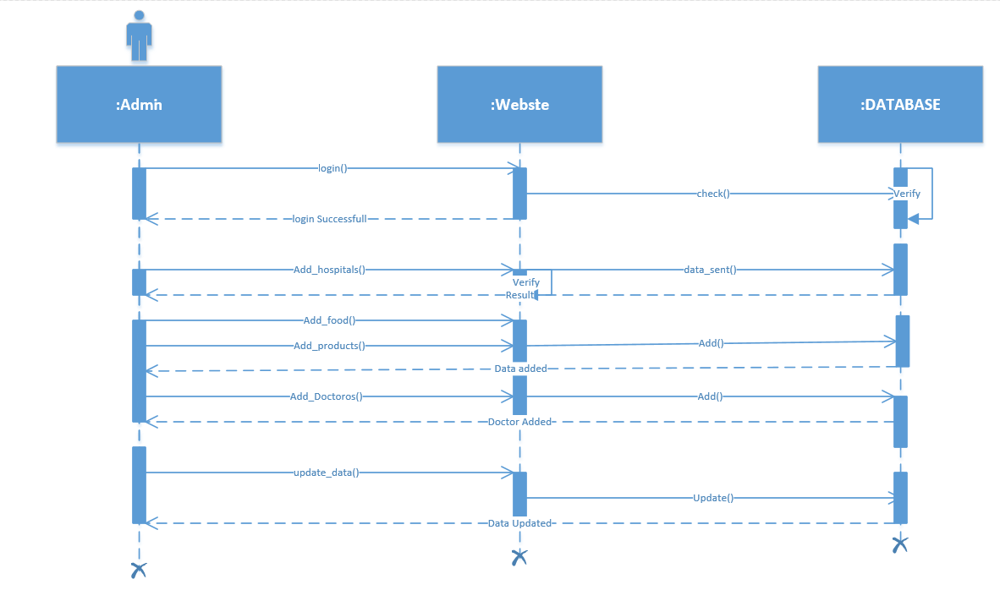 :Admin
:Webste
:DATABASE
login()
check()
Verify
login Successfull
Add_hospitals()
data_sent()
Verify
Result
Add_food()
Add_products()
Add()
Data added
Add_Doctoros()
Add()
Doctor Added
update_data()
Update()
Data Updated